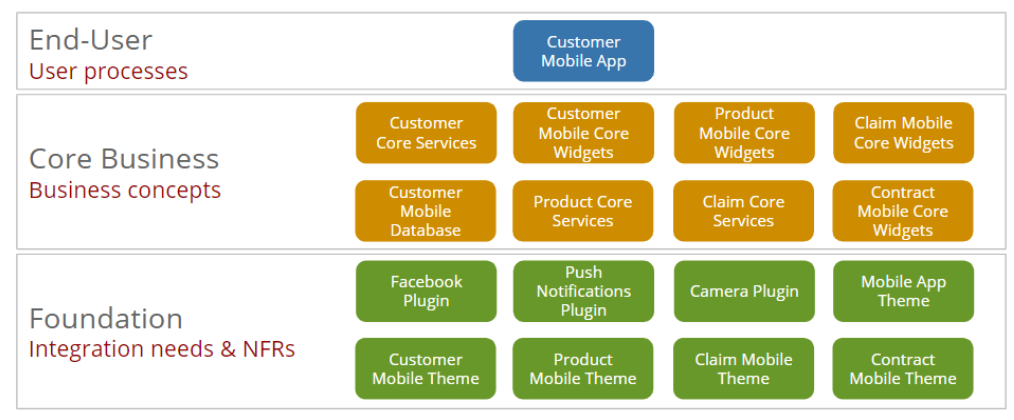 End-User
User processes
Customer
Mobile App
Core Business
Business concepts
Customer
Core Services
Customer
Mobile Core
Widgets
Product
Mobile Core
Widgets
Claim Mobile
Core Widgets
Customer
Mobile
Database
Product Core
Services
Claim Core
Services
Contract
Mobile Core
Widgets
Foundation
Integration needs & NFRs
Facebook
Plugin
Push
Notifications
Plugin
Camera Plugin
Mobile App
Theme
Customer
Mobile Theme
Product
Mobile Theme
Claim Mobile
Theme
Contract
Mobile Theme